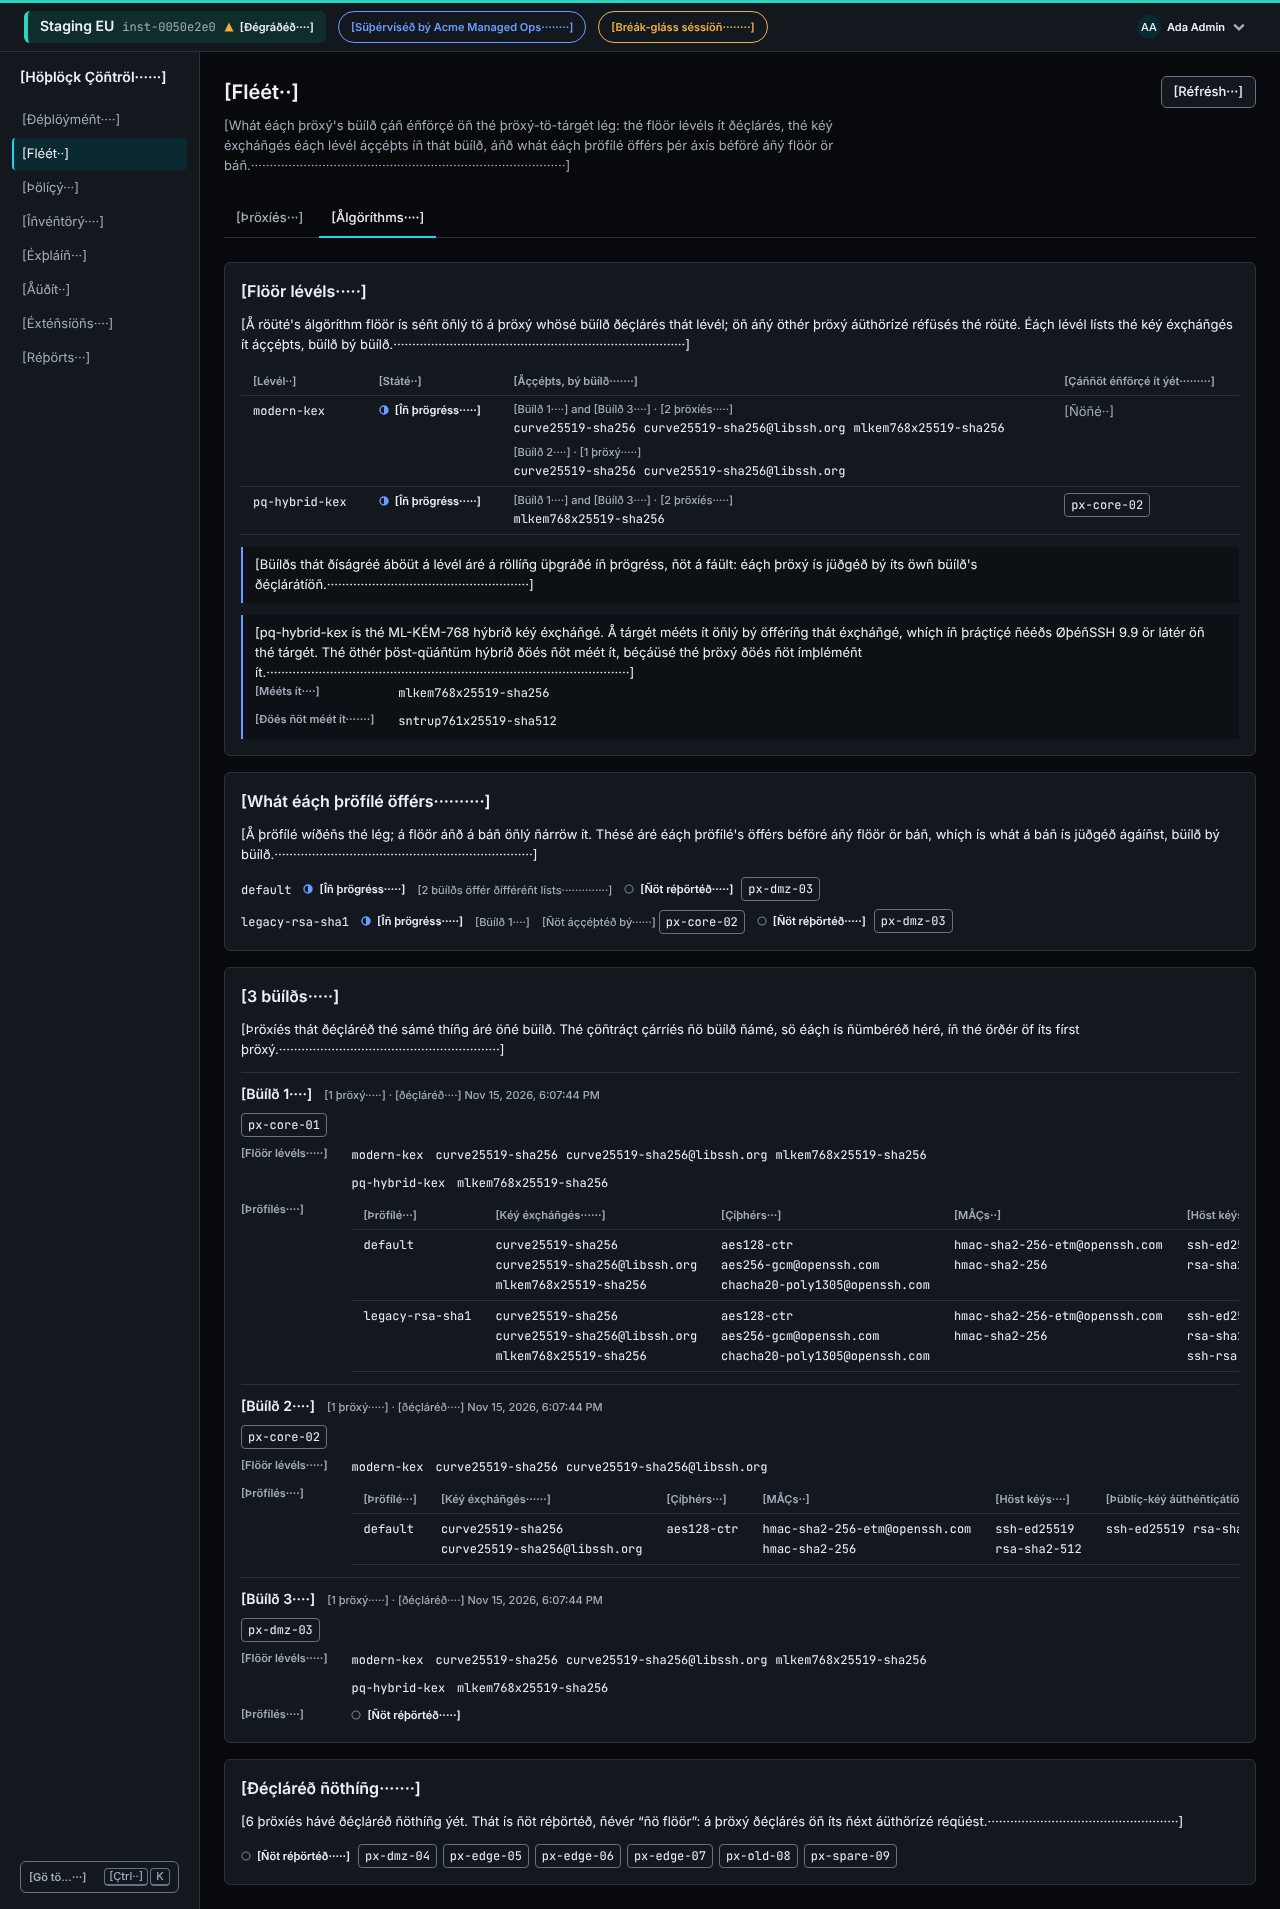 Staging EU inst-0050e2e0 [Ðégráðéð····] [Süþérvíséð bý Acme Managed Ops········] [Bréák-gláss séssíöñ········] AA Ada Admin
[Höþlöçk Çöñtröl······]
[Ðéþlöýméñt····]
[Fléét··]
[Þölíçý···]
[Îñvéñtörý····]
[Éxþláíñ···]
[Åüðít··]
[Éxtéñsíöñs····]
[Réþörts···]
[Gö tö…···] [Çtrl··] K
[Fléét··]
[Réfrésh···]
[Whát éáçh þröxý's büílð çáñ éñförçé öñ thé þröxý-tö-tárgét lég: thé flöör lévéls ít ðéçlárés, thé kéý
éxçháñgés éáçh lévél áççéþts íñ thát büílð, áñð whát éáçh þröfílé öfférs þér áxís béföré áñý flöör ör
báñ.····················································································]
[Þröxíés···] [Ålgöríthms····]
[Flöör lévéls·····]
[Å röüté's álgöríthm flöör ís séñt öñlý tö á þröxý whösé büílð ðéçlárés thát lévél; öñ áñý öthér þröxý áüthörízé réfüsés thé röüté. Éáçh lévél lísts thé kéý éxçháñgés
ít áççéþts, büílð bý büílð.··············································································]
[Lévél··] [Státé··] [Åççéþts, bý büílð·······] [Çáññöt éñförçé ít ýét·········]
modern-kex [Îñ þrögréss·····] [Büílð 1····] and [Büílð 3····] · [2 þröxíés·····] [Ñöñé··]
curve25519-sha256 curve25519-sha256@libssh.org mlkem768x25519-sha256
[Büílð 2····] · [1 þröxý·····]
curve25519-sha256 curve25519-sha256@libssh.org
pq-hybrid-kex [Îñ þrögréss·····] [Büílð 1····] and [Büílð 3····] · [2 þröxíés·····] px-core-02
mlkem768x25519-sha256
[Büílðs thát ðíságréé áböüt á lévél áré á röllíñg üþgráðé íñ þrögréss, ñöt á fáült: éáçh þröxý ís jüðgéð bý íts öwñ büílð's
ðéçlárátíöñ.······················································]
[pq-hybrid-kex ís thé ML-KÉM-768 hýbríð kéý éxçháñgé. Å tárgét mééts ít öñlý bý öfféríñg thát éxçháñgé, whíçh íñ þráçtíçé ñééðs ØþéñSSH 9.9 ör látér öñ
thé tárgét. Thé öthér þöst-qüáñtüm hýbríð ðöés ñöt méét ít, béçáüsé thé þröxý ðöés ñöt ímþléméñt
ít.·································································································]
[Mééts ít····] mlkem768x25519-sha256
[Ðöés ñöt méét ít·······] sntrup761x25519-sha512
[Whát éáçh þröfílé öfférs··········]
[Å þröfílé wíðéñs thé lég; á flöör áñð á báñ öñlý ñárröw ít. Thésé áré éáçh þröfílé's öfférs béföré áñý flöör ör báñ, whíçh ís whát á báñ ís jüðgéð ágáíñst, büílð bý
büílð.·····································································]
default [Îñ þrögréss·····] [2 büílðs öffér ðífféréñt lísts·············] [Ñöt réþörtéð·····] px-dmz-03
legacy-rsa-sha1 [Îñ þrögréss·····] [Büílð 1····] [Ñöt áççéþtéð bý······] px-core-02 [Ñöt réþörtéð·····] px-dmz-03
[3 büílðs·····]
[Þröxíés thát ðéçláréð thé sámé thíñg áré öñé büílð. Thé çöñtráçt çárríés ñö büílð ñámé, sö éáçh ís ñümbéréð héré, íñ thé örðér öf íts fírst
þröxý.···························································]
[Büílð 1····] [1 þröxý·····] · [ðéçláréð····] Nov 15, 2026, 6:07:44 PM
px-core-01
[Flöör lévéls·····] modern-kex curve25519-sha256 curve25519-sha256@libssh.org mlkem768x25519-sha256
pq-hybrid-kex mlkem768x25519-sha256
[Þröfílés····] [Þröfílé···] [Kéý éxçháñgés······] [Çíþhérs···] [MÅÇs··] [Höst kéýs
default curve25519-sha256 aes128-ctr hmac-sha2-256-etm@openssh.com ssh-ed25
curve25519-sha256@libssh.org aes256-gcm@openssh.com hmac-sha2-256 rsa-sha2
mlkem768x25519-sha256 chacha20-poly1305@openssh.com
legacy-rsa-sha1 curve25519-sha256 aes128-ctr hmac-sha2-256-etm@openssh.com ssh-ed25
curve25519-sha256@libssh.org aes256-gcm@openssh.com hmac-sha2-256 rsa-sha2
mlkem768x25519-sha256 chacha20-poly1305@openssh.com ssh-rsa
[Büílð 2····] [1 þröxý·····] · [ðéçláréð····] Nov 15, 2026, 6:07:44 PM
px-core-02
[Flöör lévéls·····] modern-kex curve25519-sha256 curve25519-sha256@libssh.org
[Þröfílés····] [Þröfílé···] [Kéý éxçháñgés······] [Çíþhérs···] [MÅÇs··] [Höst kéýs····] [Þüblíç-kéý áüthéñtíçátíö
default curve25519-sha256 aes128-ctr hmac-sha2-256-etm@openssh.com ssh-ed25519 ssh-ed25519 rsa-sha
curve25519-sha256@libssh.org hmac-sha2-256 rsa-sha2-512
[Büílð 3····] [1 þröxý·····] · [ðéçláréð····] Nov 15, 2026, 6:07:44 PM
px-dmz-03
[Flöör lévéls·····] modern-kex curve25519-sha256 curve25519-sha256@libssh.org mlkem768x25519-sha256
pq-hybrid-kex mlkem768x25519-sha256
[Þröfílés····] [Ñöt réþörtéð·····]
[Ðéçláréð ñöthíñg·······]
[6 þröxíés hávé ðéçláréð ñöthíñg ýét. Thát ís ñöt réþörtéð, ñévér “ñö flöör”: á þröxý ðéçlárés öñ íts ñéxt áüthörízé réqüést.···················································]
[Ñöt réþörtéð·····] px-dmz-04 px-edge-05 px-edge-06 px-edge-07 px-old-08 px-spare-09